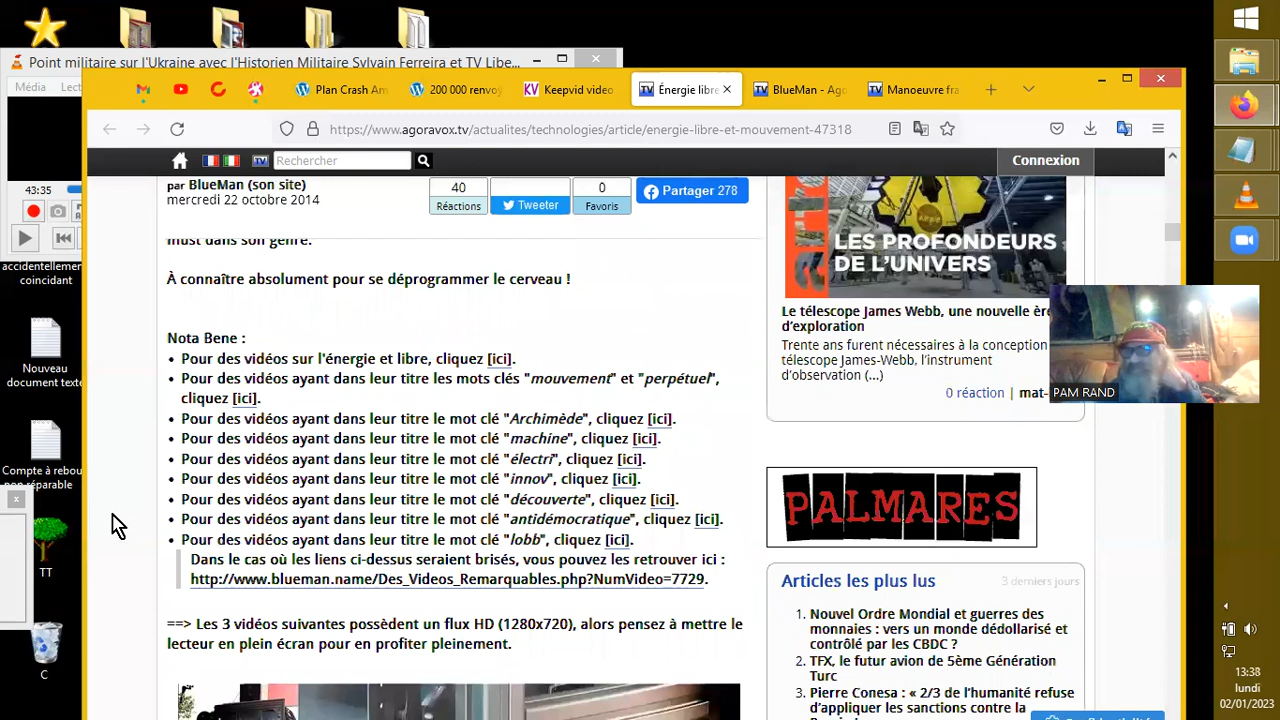 Point militaire sur l'Ukraine avec l'Historien Militaire Sylvain Ferreira et TV Libe...
Média Lect
43:35
accidentellemen
coincidant
Nouveau
document texte
Compte à rebou
non réparable
TT
C
Plan Crash Am
200 000 renvoy
Keepvid video
Énergie libre
BlueMan - Ago
Manoeuvre fra
https://www.agoravox.tv/actualites/technologies/article/energie-libre-et-mouvement-47318
TV Rechercher
Connexion
par BlueMan (son site)
mercredi 22 octobre 2014
40
Réactions
Tweeter
0
Favoris
Partager 278
must dans son genre.
À connaître absolument pour se déprogrammer le cerveau !
Nota Bene :
• Pour des vidéos sur l'énergie et libre, cliquez [ici].
• Pour des vidéos ayant dans leur titre les mots clés "mouvement" et "perpétuel",
cliquez [ici].
• Pour des vidéos ayant dans leur titre le mot clé "Archimède", cliquez [ici].
• Pour des vidéos ayant dans leur titre le mot clé "machine", cliquez [ici].
• Pour des vidéos ayant dans leur titre le mot clé "électri", cliquez [ici].
• Pour des vidéos ayant dans leur titre le mot clé "innov", cliquez [ici].
• Pour des vidéos ayant dans leur titre le mot clé "découverte", cliquez [ici].
• Pour des vidéos ayant dans leur titre le mot clé "antidémocratique", cliquez [ici].
• Pour des vidéos ayant dans leur titre le mot clé "lobb", cliquez [ici].
Dans le cas où les liens ci-dessus seraient brisés, vous pouvez les retrouver ici :
http://www.blueman.name/Des_Videos_Remarquables.php?NumVideo=7729.
==> Les 3 vidéos suivantes possèdent un flux HD (1280x720), alors pensez à mettre le
lecteur en plein écran pour en profiter pleinement.
LES PROFONDEURS
DE L'UNIVERS
Le télescope James Webb, une nouvelle ère
d'exploration
Trente ans furent nécessaires à la conception
télescope James-Webb, l'instrument
d'observation (...)
0 réaction | mat-
PAM RAND
PALMARES
Articles les plus lus
3 derniers jours
1. Nouvel Ordre Mondial et guerres des
monnaies : vers un monde dédollarisé et
contrôlé par les CBDC ?
2. TFX, le futur avion de 5ème Génération
Turc
3. Pierre Conesa : « 2/3 de l'humanité refuse
d'appliquer les sanctions contre la
13:38
lundi
02/01/2023